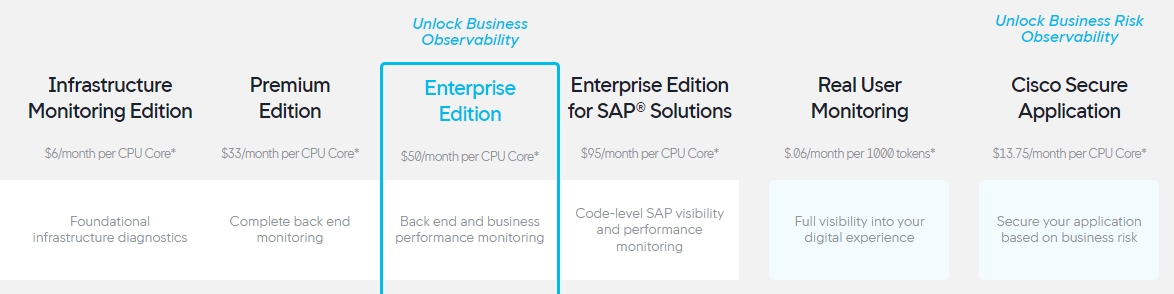 Unlock Business
Observability
Unlock Business Risk
Observability
Infrastructure
Monitoring Edition
$6/month per CPU Core*
Foundational
infrastructure diagnostics
Premium
Edition
$33/month per CPU Core*
Complete back end
monitoring
Enterprise
Edition
$50/month per CPU Core*
Back end and business
performance monitoring
Enterprise Edition
for SAP® Solutions
$95/month per CPU Core*
Code-level SAP visibility
and performance
monitoring
Real User
Monitoring
$.06/month per 1000 tokens*
Full visibility into your
digital experience
Cisco Secure
Application
$13.75/month per CPU Core*
Secure your application
based on business risk